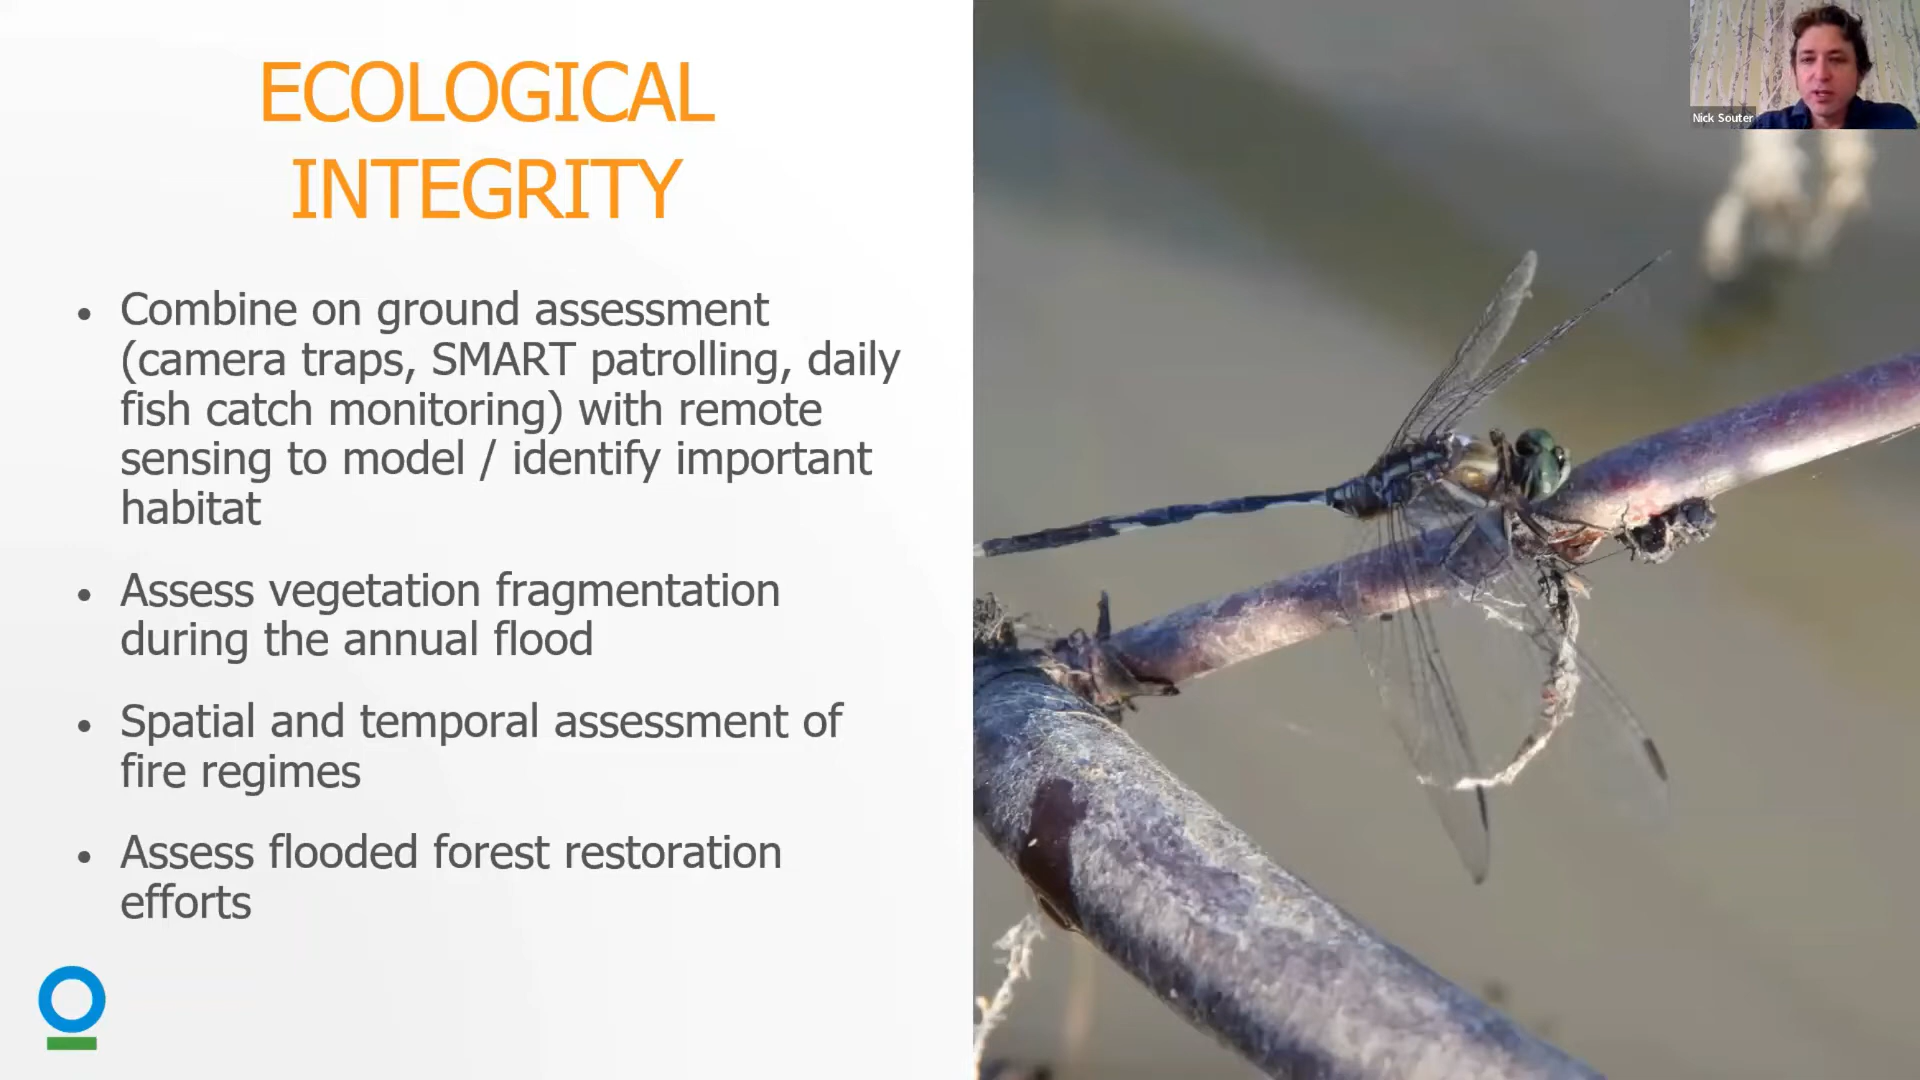 ECOLOGICAL
INTEGRITY
• Combine on ground assessment
(camera traps, SMART patrolling, daily
fish catch monitoring) with remote
sensing to model / identify important
habitat
• Assess vegetation fragmentation
during the annual flood
• Spatial and temporal assessment of
fire regimes
• Assess flooded forest restoration
efforts
Nick Souter